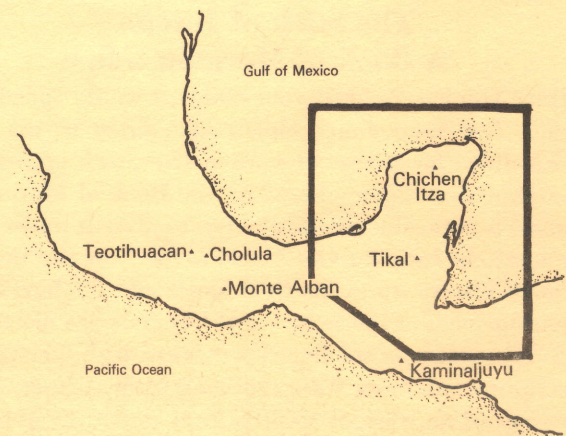 Gulf of Mexico
Chichen
Itza
Teotihuacan
Cholula
Tikal
Monte Alban
Pacific Ocean
Kaminaljuyu